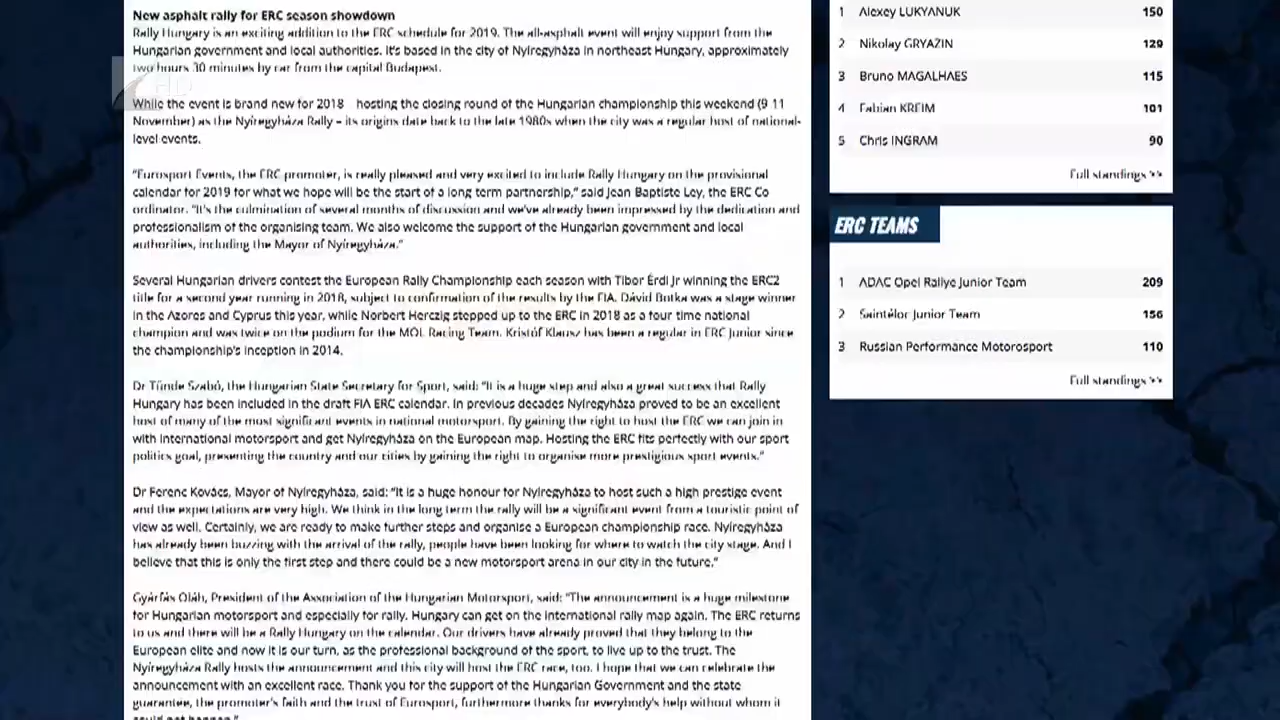 New asphalt rally for ERC season showdown
Rally Hungary is an exciting addition to the ERC schedule for 2019. The all-asphalt event will enjoy support from the
Hungarian government and local authorities. It's based in the city of Nyíregyháza in northeast Hungary, approximately
two hours 30 minutes by car from the capital Budapest.
While the event is brand new for 2018 hosting the closing round of the Hungarian championship this weekend (9 11
November) as the Nyíregyháza Rally – its origins date back to the late 1980s when the city was a regular host of national-
level events.
"Eurosport Events, the ERC promoter, is really pleased and very excited to include Rally Hungary on the provisional
calendar for 2019 for what we hope will be the start of a long term partnership," said Jean Baptiste Ley, the ERC Co
ordinator. "It's the culmination of several months of discussion and we've already been impressed by the dedication and
professionalism of the organising team. We also welcome the support of the Hungarian government and local
authorities, including the Mayor of Nyíregyháza."
Several Hungarian drivers contest the European Rally Championship each season with Tibor Érdi Jr winning the ERC2
title for a second year running in 2018, subject to confirmation of the results by the FIA. Dávid Botka was a stage winner
in the Azores and Cyprus this year, while Norbert Herczig stepped up to the ERC in 2018 as a four time national
champion and was twice on the podium for the MOL Racing Team. Kristóf Klausz has been a regular in ERC Junior since
the championship's inception in 2014.
Dr Tünde Szabó, the Hungarian State Secretary for Sport, said: "It is a huge step and also a great success that Rally
Hungary has been included in the draft FIA ERC calendar. In previous decades Nyíregyháza proved to be an excellent
host of many of the most significant events in national motorsport. By gaining the right to host the ERC we can join in
with international motorsport and get Nyíregyháza on the European map. Hosting the ERC fits perfectly with our sport
politics goal, presenting the country and our cities by gaining the right to organise more prestigious sport events."
Dr Ferenc Kovács, Mayor of Nyíregyháza, said: "It is a huge honour for Nyíregyháza to host such a high prestige event
and the expectations are very high. We think in the long term the rally will be a significant event from a touristic point of
view as well. Certainly, we are ready to make further steps and organise a European championship race. Nyíregyháza
has already been buzzing with the arrival of the rally, people have been looking for where to watch the city stage. And I
believe that this is only the first step and there could be a new motorsport arena in our city in the future."
Gyárfás Oláh, President of the Association of the Hungarian Motorsport, said: "The announcement is a huge milestone
for Hungarian motorsport and especially for rally. Hungary can get on the international rally map again. The ERC returns
to us and there will be a Rally Hungary on the calendar. Our drivers have already proved that they belong to the
European elite and now it is our turn, as the professional background of the sport, to live up to the trust. The
Nyíregyháza Rally hosts the announcement and this city will host the ERC race, too. I hope that we can celebrate the
announcement with an excellent race. Thank you for the support of the Hungarian Government and the state
guarantee, the promoter's faith and the trust of Eurosport, furthermore thanks for everybody's help without whom it
could not happen."
1 Alexey LUKYANUK 150
2 Nikolay GRYAZIN 129
3 Bruno MAGALHAES 115
4 Fabian KREIM 101
5 Chris INGRAM 90
Full standings >>
ERC TEAMS
1 ADAC Opel Rallye Junior Team 209
2 Saintéloc Junior Team 156
3 Russian Performance Motorosport 110
Full standings >>
HD